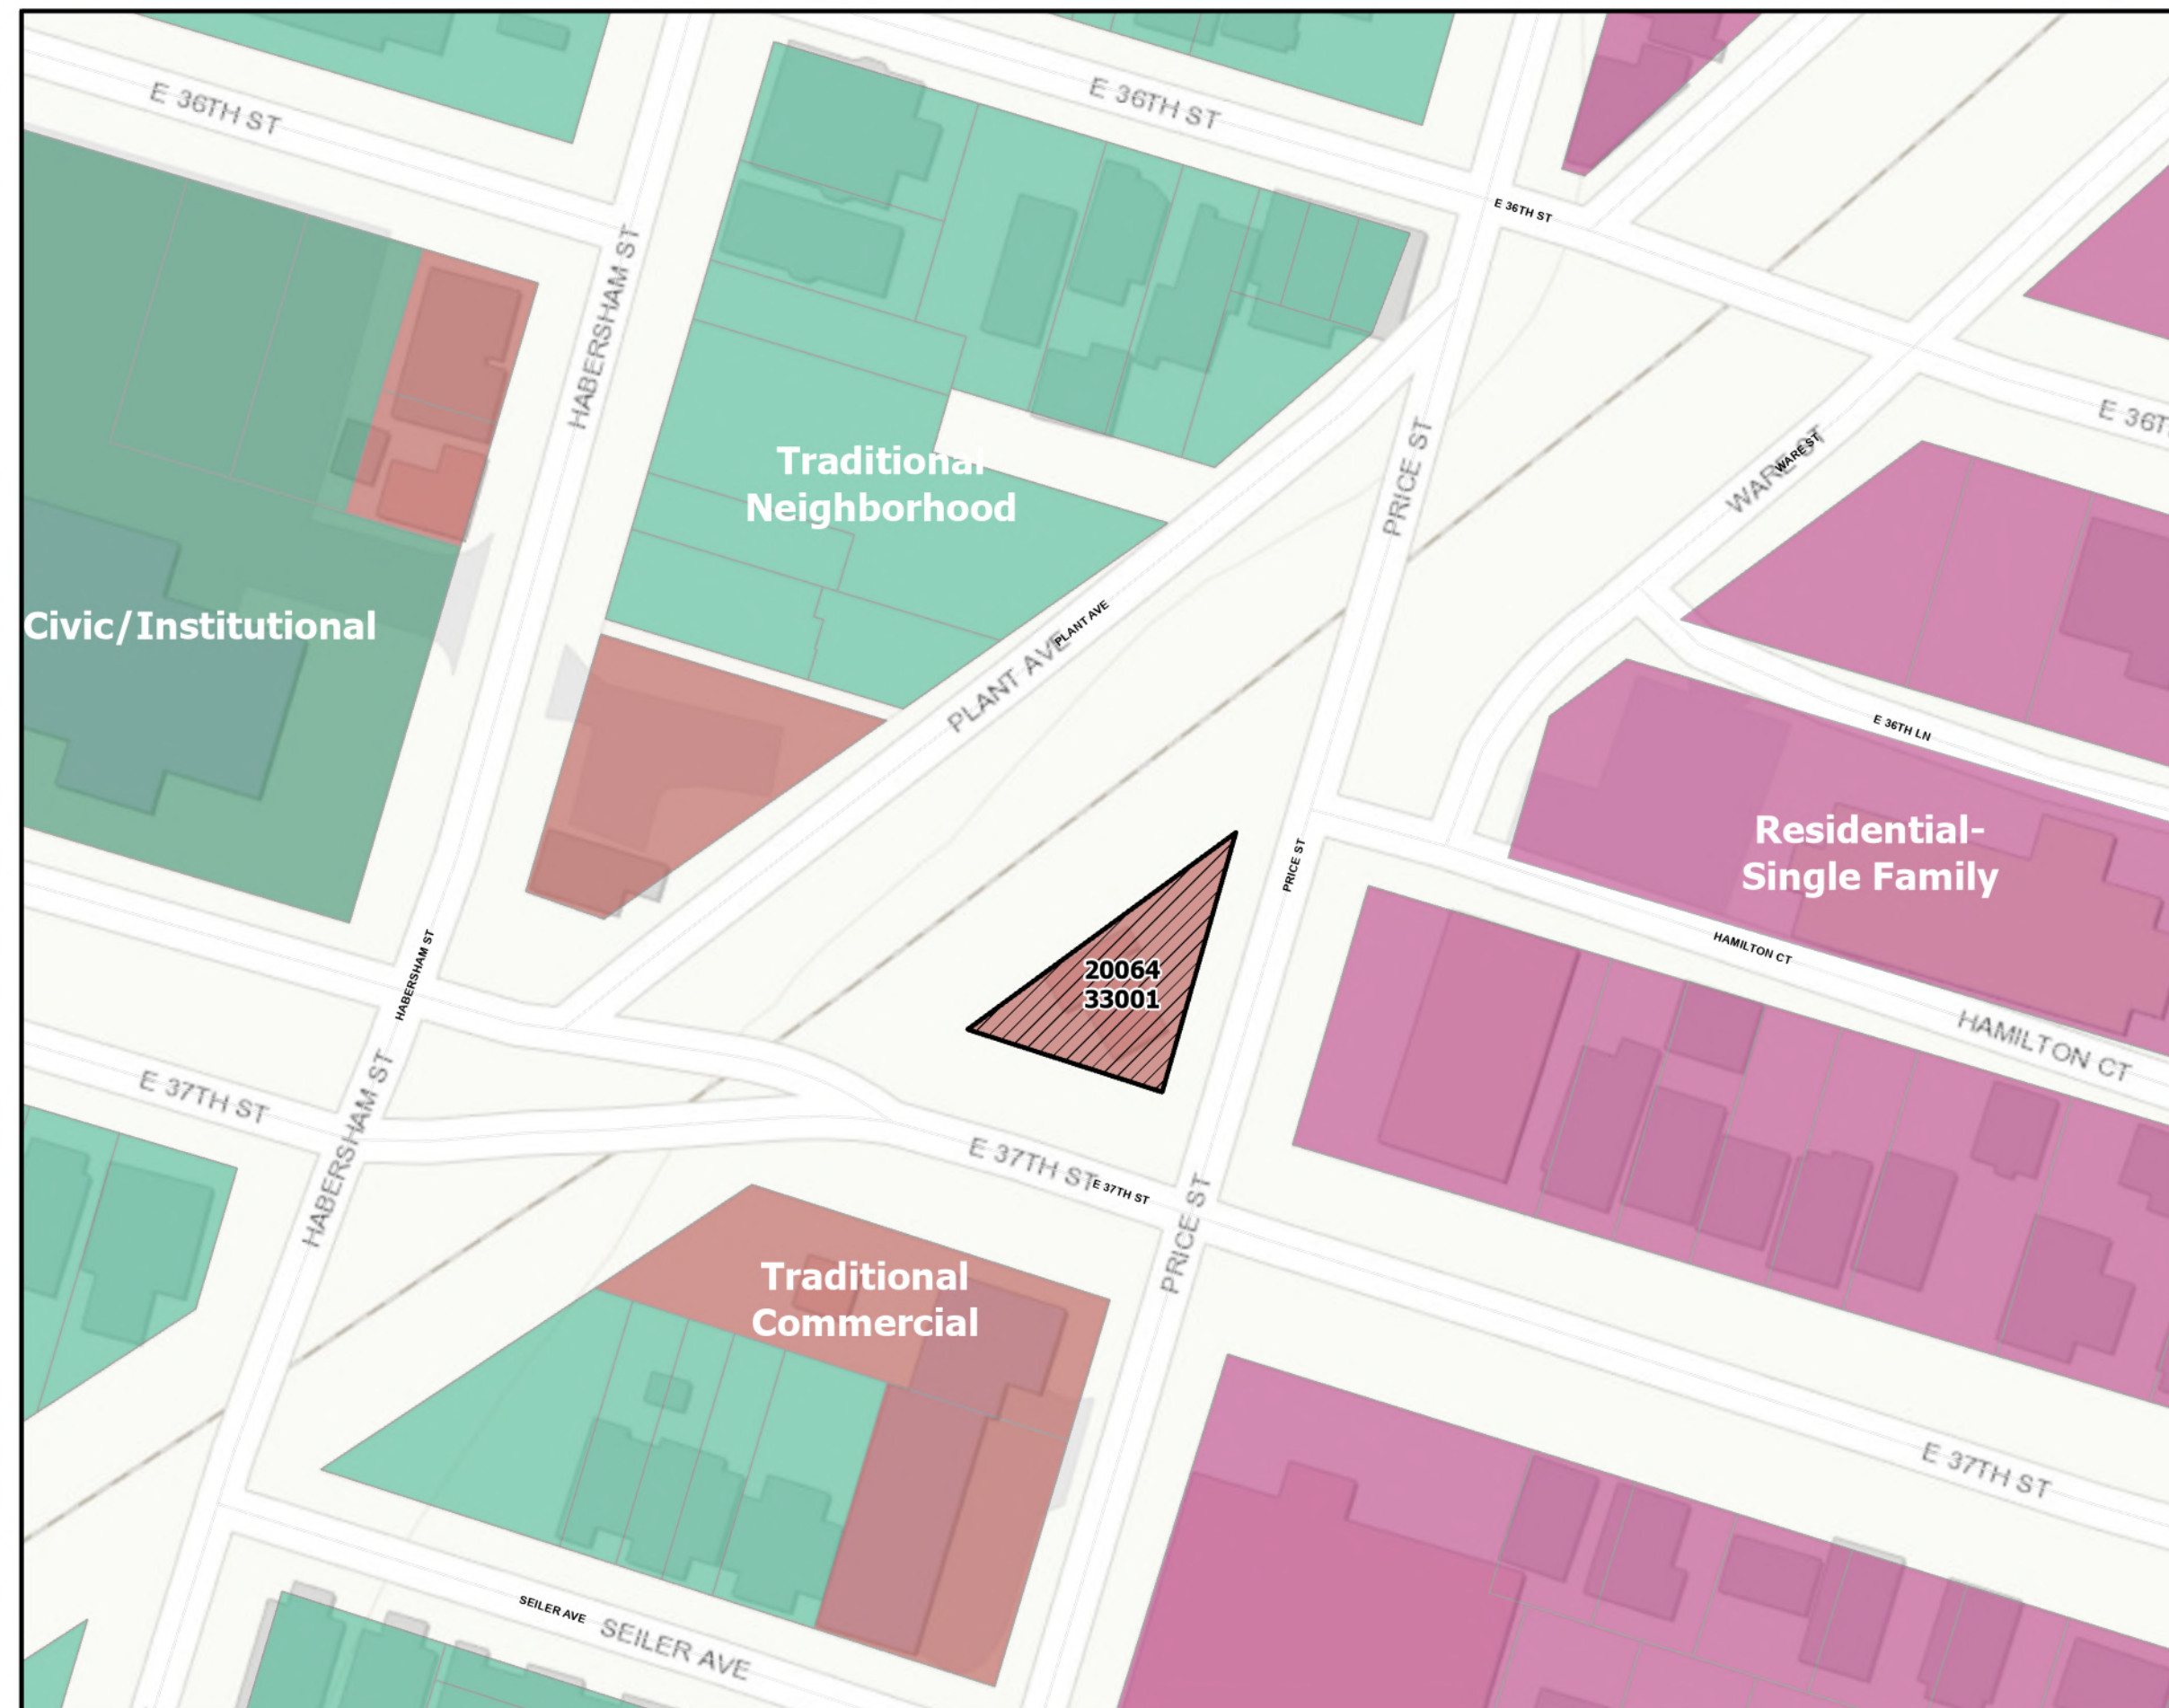 E 36TH ST
E 36TH ST
E 36TH ST
HABERSHAM ST
E 36T
PRICE ST
WARE ST
WARE ST
Traditional
Neighborhood
Civic/Institutional
PLANT AVE
PLANT AVE
E 36TH LN
Residential-
Single Family
PRICE ST
HABERSHAM ST
HAMILTON CT
20064
33001
HAMILTON CT
E 37TH ST
HABERSHAM ST
E 37TH ST
E 37TH ST
PRICE ST
Traditional
Commercial
E 37TH ST
SEILER AVE
SEILER AVE